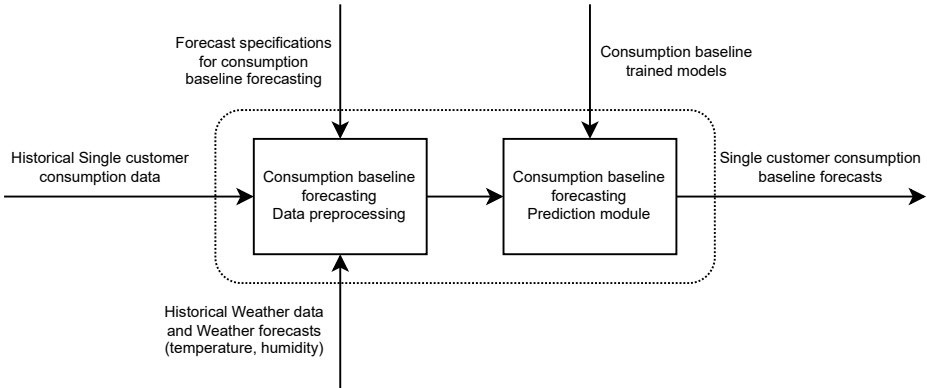 Forecast specifications
for consumption
baseline forecasting
Consumption baseline
trained models
Historical Single customer
consumption data
Consumption baseline
forecasting
Data preprocessing
Consumption baseline
forecasting
Prediction module
Single customer consumption
baseline forecasts
Historical Weather data
and Weather forecasts
(temperature, humidity)